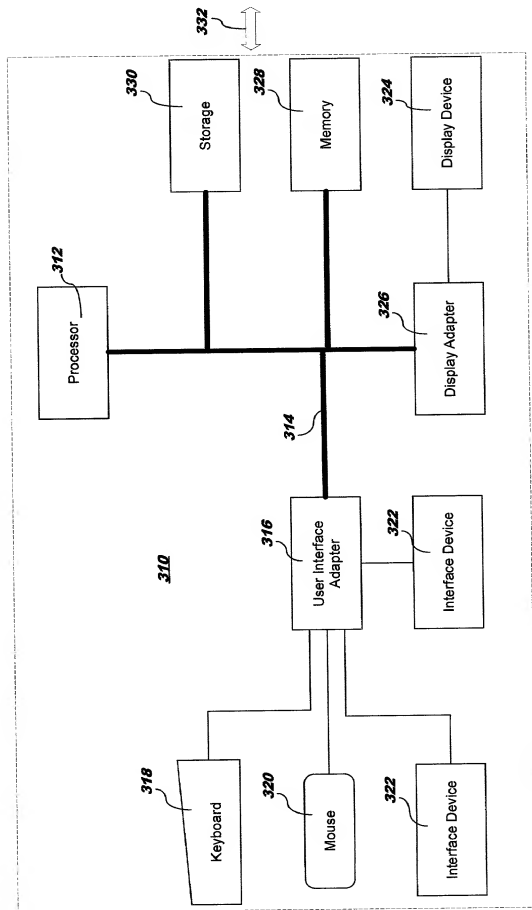 332
330
Storage
328
Memory
324
Display Device
312
Processor
326
Display Adapter
314
310
316
User Interface
Adapter
322
Interface Device
318
Keyboard
320
Mouse
322
Interface Device